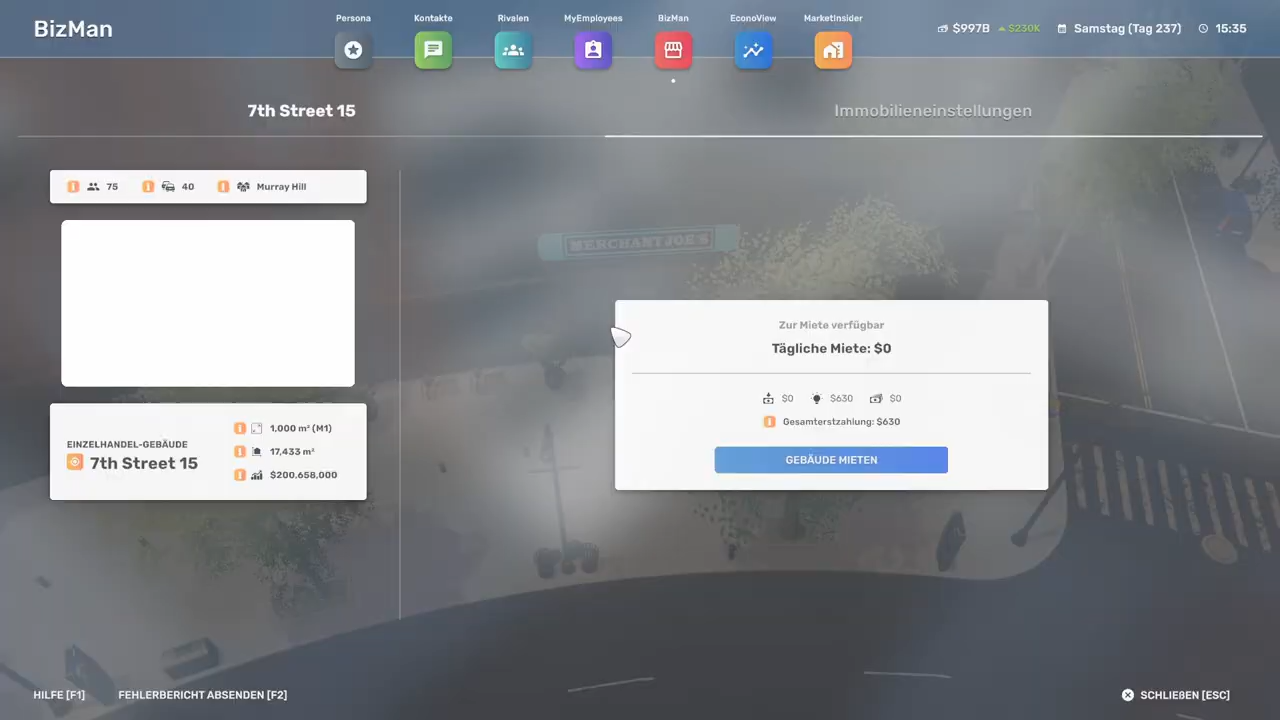 BizMan
Persona
Kontakte
Rivalen
MyEmployees
BizMan
EconoView
MarketInsider
$997B
$230K
Samstag (Tag 237)
15:35
7th Street 15
Immobilieneinstellungen
75
40
Murray Hill
MERCHANT JOE'S
Zur Miete verfügbar
Tägliche Miete: $0
$0
$630
$0
Gesamterstzahlung: $630
GEBÄUDE MIETEN
EINZELHANDEL-GEBÄUDE
7th Street 15
1,000 m² (M1)
17,433 m²
$200,658,000
HILFE [F1]
FEHLERBERICHT ABSENDEN [F2]
SCHLIEßEN [ESC]